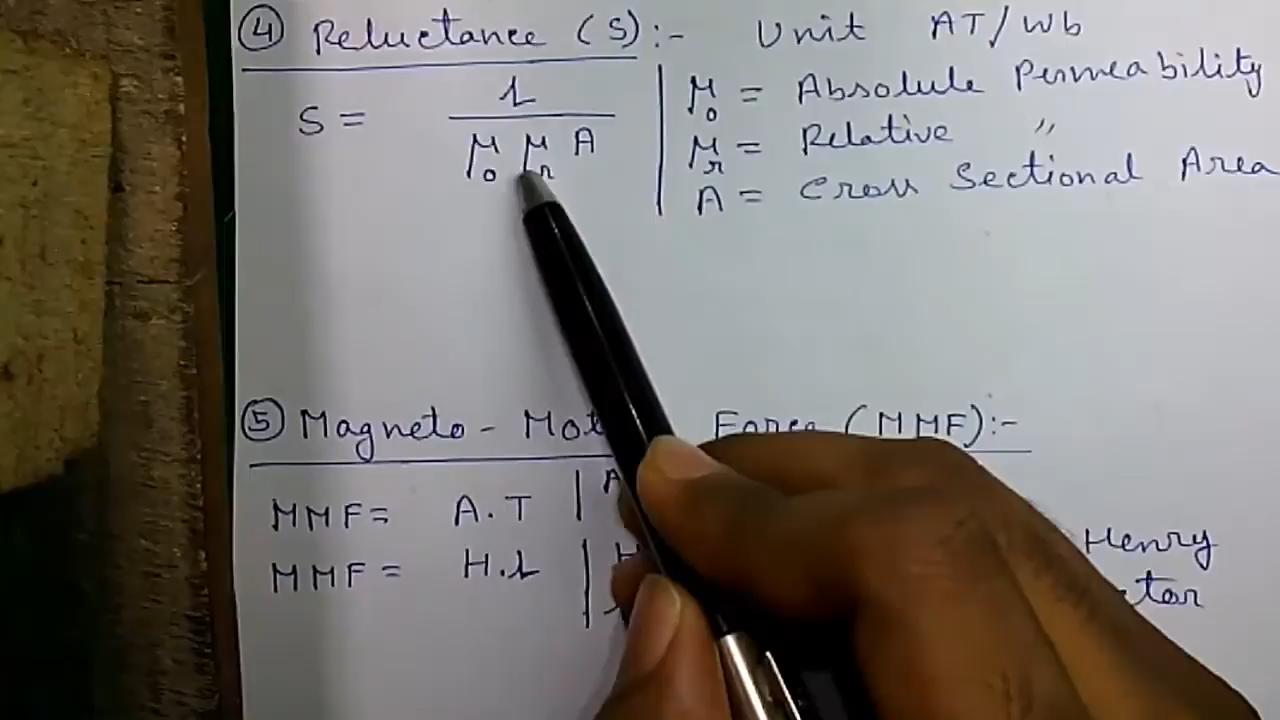 ④ Reluctance (S):- Unit AT/Wb
S = l / μ₀ μr A
μ₀ = Absolute Permeability
μr = Relative "
A = Cross Sectional Area
⑤ Magneto - Force (MMF):-
MMF = A.T
MMF = H.l
Henry